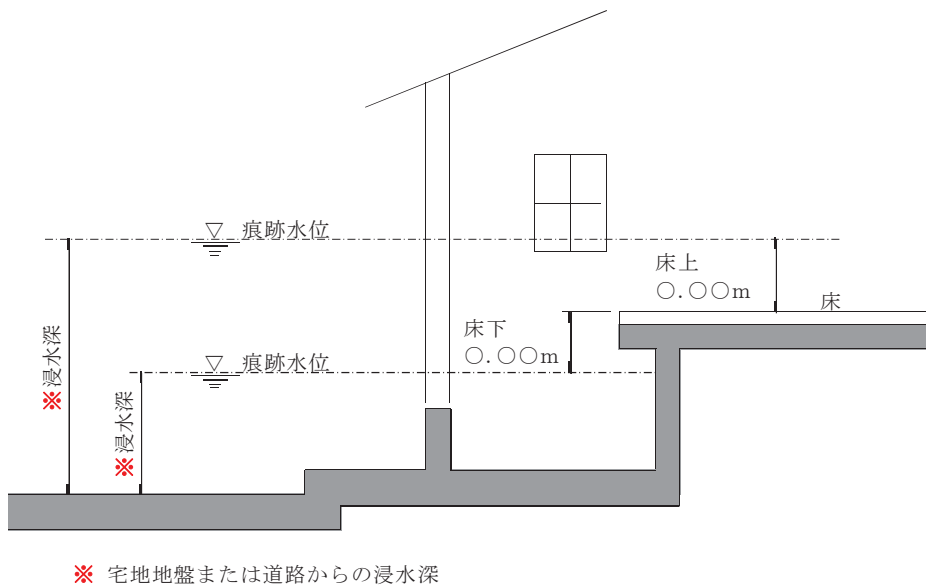 ▽ 痕跡水位
床上
○.○○m
床
床下
○.○○m
▽ 痕跡水位
※浸水深
※浸水深
※ 宅地地盤または道路からの浸水深